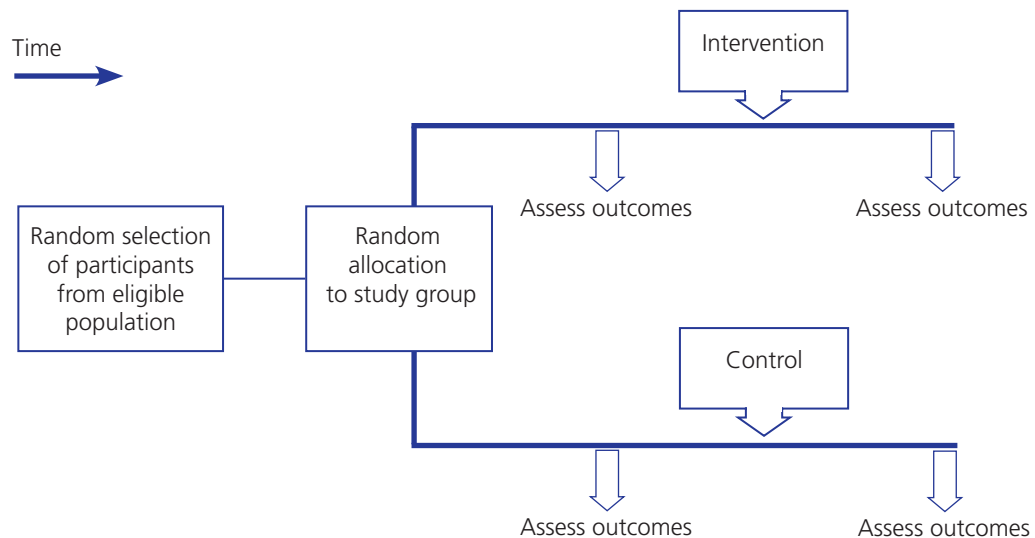 Time
Intervention
Assess outcomes
Assess outcomes
Random selection
of participants
from eligible
population
Random
allocation
to study group
Control
Assess outcomes
Assess outcomes